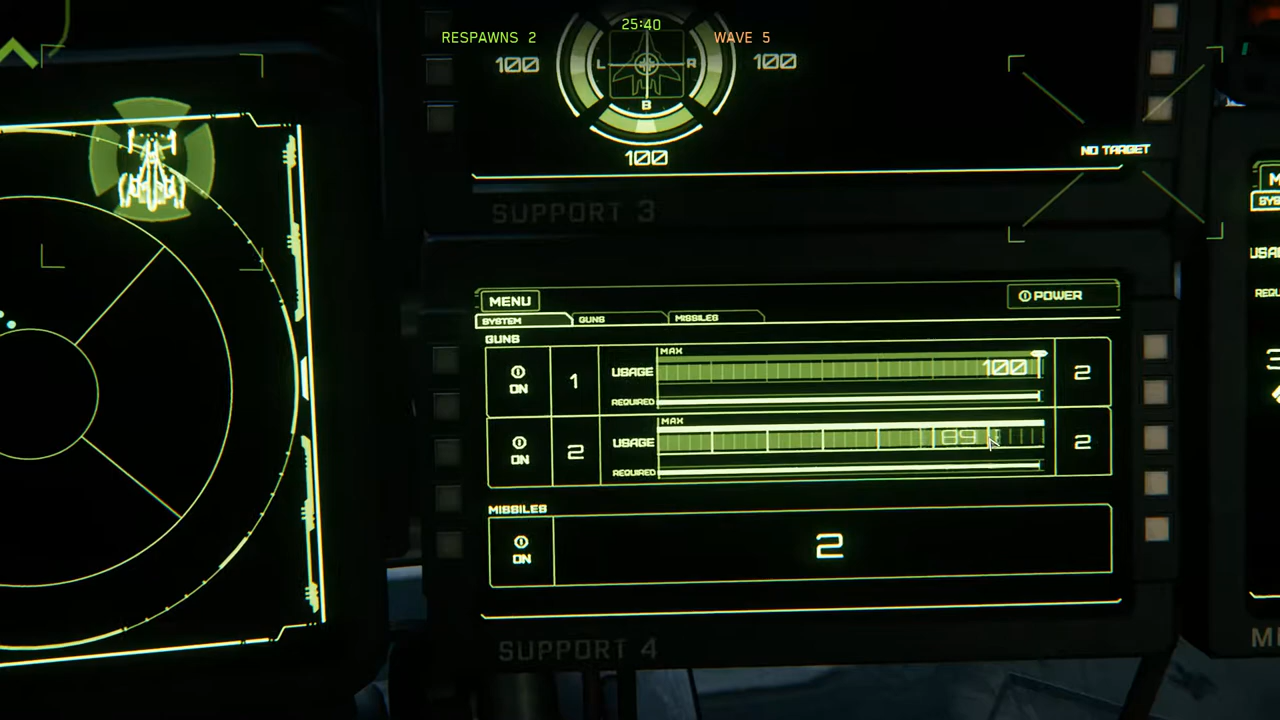 25:40
RESPAWNS 2
WAVE 5
100
L
R
100
B
100
NO TARGET
SUPPORT 3
MENU
POWER
SYSTEM
GUNS
MISSILES
GUNS
MAX
ON
1
USAGE
100
2
REQUIRED
MAX
ON
2
USAGE
89
2
REQUIRED
MISSILES
ON
2
SUPPORT 4